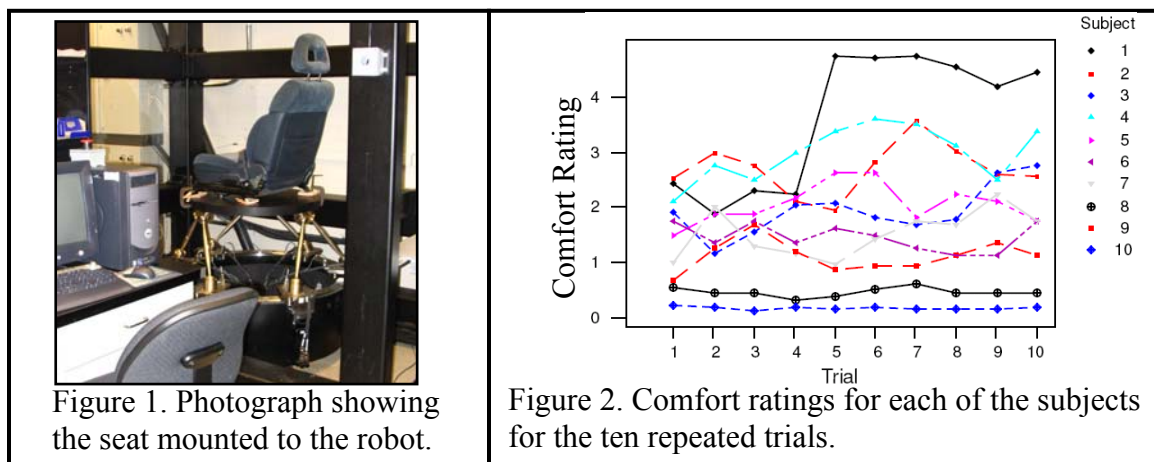 Figure 1. Photograph showing
the seat mounted to the robot.
Comfort Rating
4
3
2
1
0
1 2 3 4 5 6 7 8 9 10
Trial
Subject
1
2
3
4
5
6
7
8
9
10
Figure 2. Comfort ratings for each of the subjects
for the ten repeated trials.